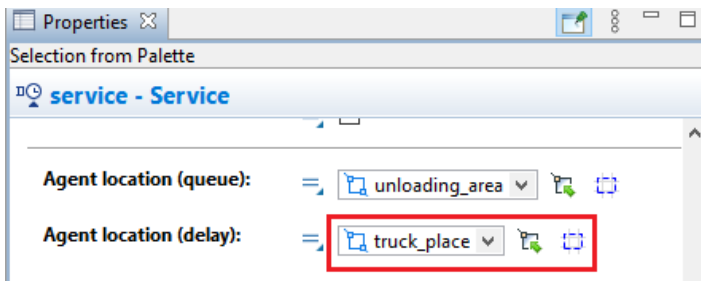 Properties
Selection from Palette
service - Service
Agent location (queue): unloading_area
Agent location (delay): truck_place